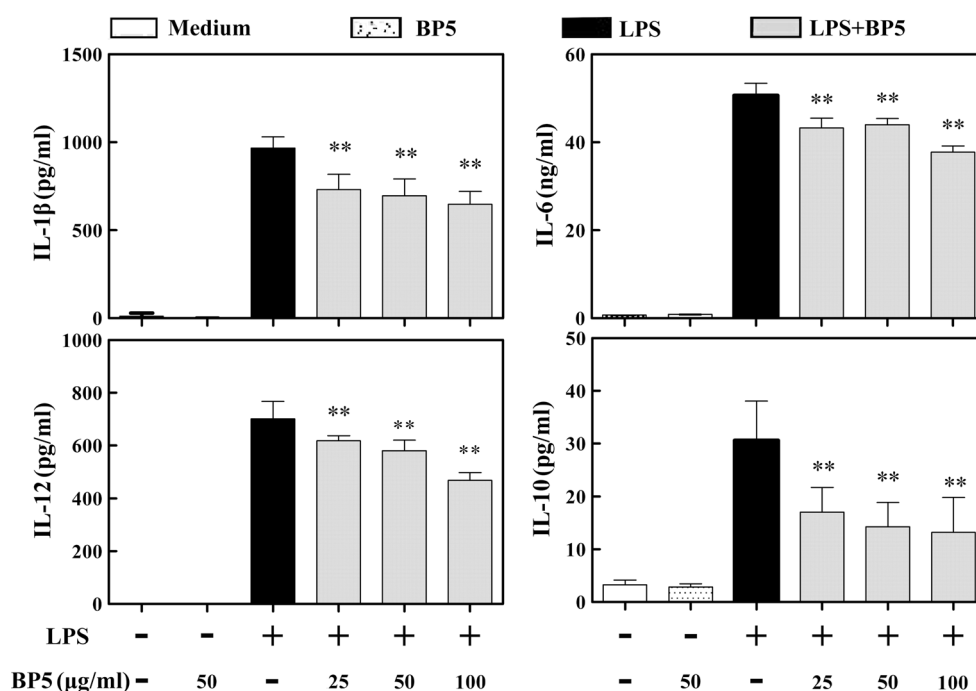 Medium BP5 LPS LPS+BP5
IL-1β(pg/ml)
1500
1000
500
0
** ** **
IL-6(ng/ml)
60
40
20
0
** ** **
IL-12(pg/ml)
1000
800
600
400
200
0
** ** **
IL-10(pg/ml)
50
40
30
20
10
0
** ** **
LPS - - + + + + - - + + + +
BP5(μg/ml) - 50 - 25 50 100 - 50 - 25 50 100